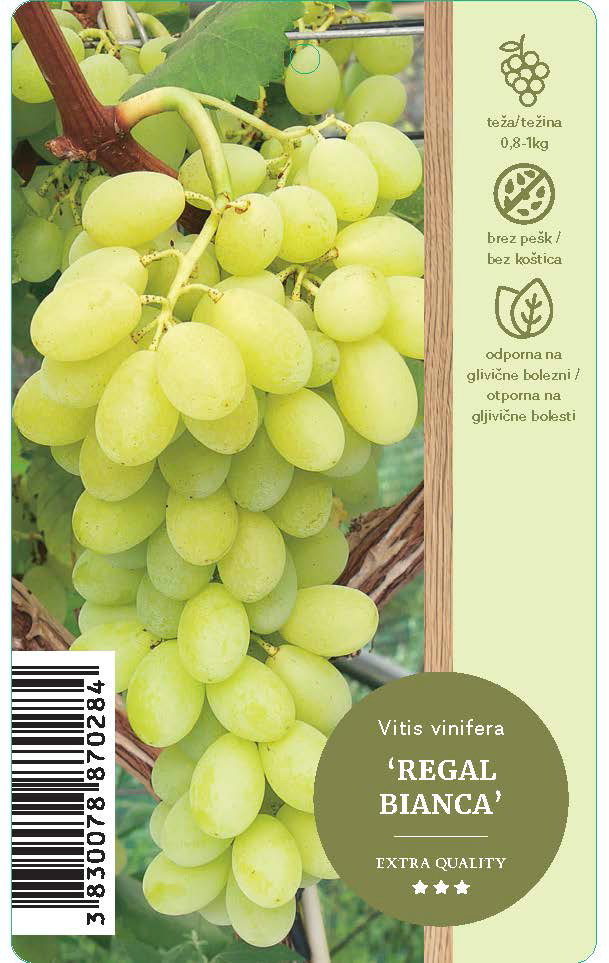 teža/težina
0,8-1kg
brez pešk /
bez koštica
odporna na
glivične bolezni /
otporna na
gljivične bolesti
Vitis vinifera
‘REGAL
BIANCA’
EXTRA QUALITY
3 830078 870284